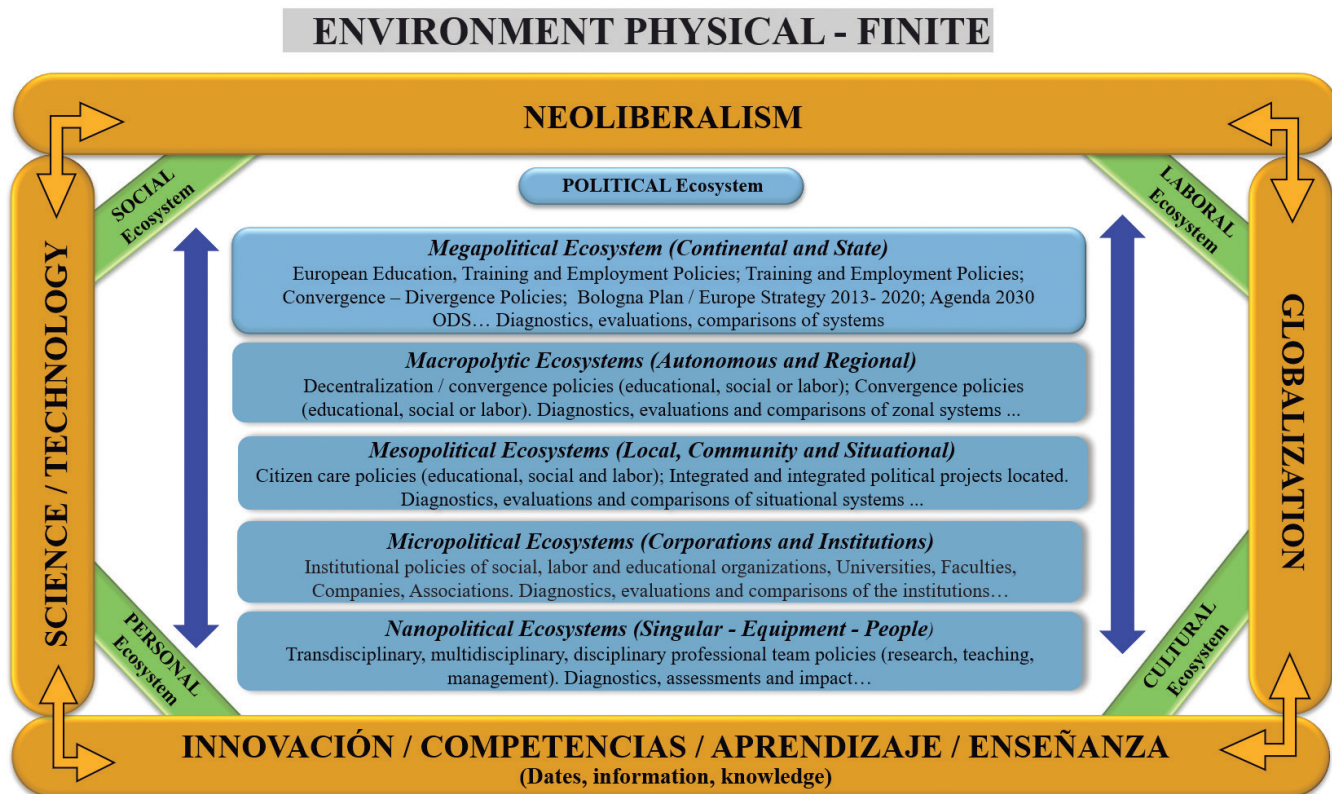 ENVIRONMENT PHYSICAL - FINITE
NEOLIBERALISM
SOCIAL
Ecosystem
POLITICAL Ecosystem
LABORAL
Ecosystem
SCIENCE / TECHNOLOGY
Megapolitical Ecosystem (Continental and State)
European Education, Training and Employment Policies; Training and Employment Policies;
Convergence – Divergence Policies; Bologna Plan / Europe Strategy 2013- 2020; Agenda 2030
ODS… Diagnostics, evaluations, comparisons of systems
Macropolytic Ecosystems (Autonomous and Regional)
Decentralization / convergence policies (educational, social or labor); Convergence policies
(educational, social or labor). Diagnostics, evaluations and comparisons of zonal systems ...
Mesopolitical Ecosystems (Local, Community and Situational)
Citizen care policies (educational, social and labor); Integrated and integrated political projects located.
Diagnostics, evaluations and comparisons of situational systems ...
Micropolitical Ecosystems (Corporations and Institutions)
Institutional policies of social, labor and educational organizations, Universities, Faculties,
Companies, Associations. Diagnostics, evaluations and comparisons of the institutions…
Nanopolitical Ecosystems (Singular - Equipment - People)
Transdisciplinary, multidisciplinary, disciplinary professional team policies (research, teaching,
management). Diagnostics, assessments and impact…
GLOBALIZATION
PERSONAL
Ecosystem
CULTURAL
Ecosystem
INNOVACIÓN / COMPETENCIAS / APRENDIZAJE / ENSEÑANZA
(Dates, information, knowledge)